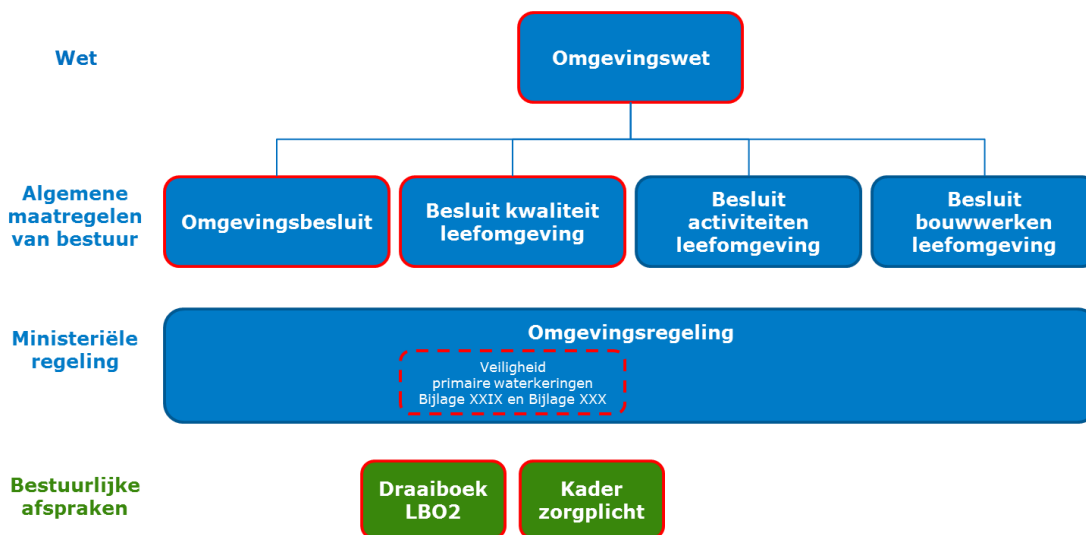 Wet
Omgevingswet
Algemene
maatregelen
van bestuur
Omgevingsbesluit
Besluit kwaliteit
leefomgeving
Besluit
activiteiten
leefomgeving
Besluit
bouwwerken
leefomgeving
Ministeriële
regeling
Omgevingsregeling
Veiligheid
primaire waterkeringen
Bijlage XXIX en Bijlage XXX
Bestuurlijke
afspraken
Draaiboek
LBO2
Kader
zorgplicht